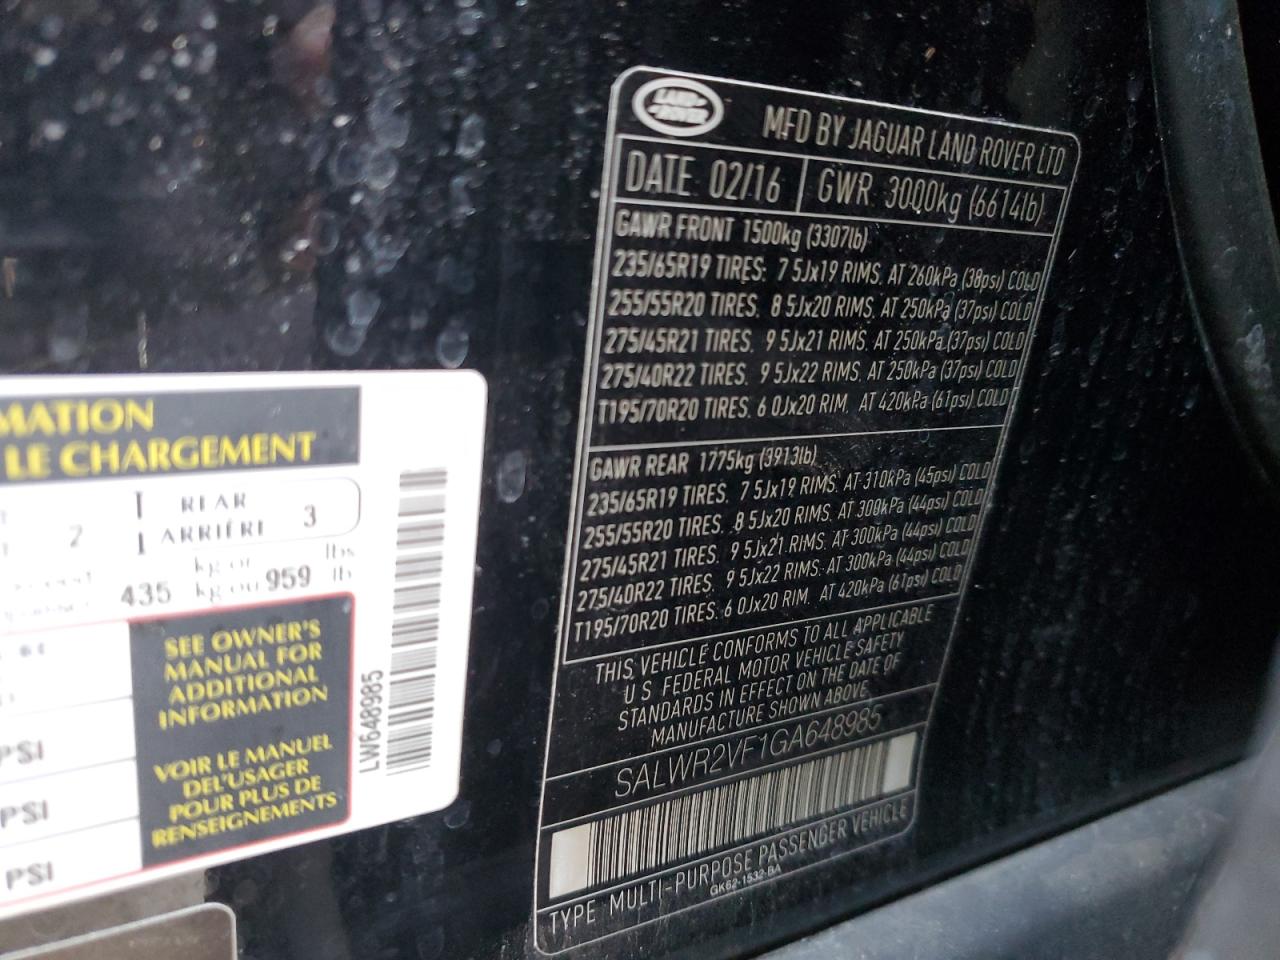 LAND ROVER
MFD BY JAGUAR LAND ROVER LTD
DATE 02/16
GWR 3000kg (6614lb)
GAWR FRONT 1500kg (3307lb)
235/65R19 TIRES: 7 5Jx19 RIMS. AT 260kPa (38psi) COLD
255/55R20 TIRES. 8 5Jx20 RIMS. AT 250kPa (37psi) COLD
275/45R21 TIRES. 9 5Jx21 RIMS. AT 250kPa (37psi) COLD
275/40R22 TIRES. 9 5Jx22 RIMS. AT 250kPa (37psi) COLD
T195/70R20 TIRES. 6 0Jx20 RIM. AT 420kPa (61psi) COLD
GAWR REAR 1775kg (3913lb)
235/65R19 TIRES. 7 5Jx19 RIMS. AT 310kPa (45psi) COLD
255/55R20 TIRES. 8 5Jx20 RIMS. AT 300kPa (44psi) COLD
275/45R21 TIRES. 9 5Jx21 RIMS. AT 300kPa (44psi) COLD
275/40R22 TIRES. 9 5Jx22 RIMS. AT 300kPa (44psi) COLD
T195/70R20 TIRES. 6 0Jx20 RIM. AT 420kPa (61psi) COLD
THIS VEHICLE CONFORMS TO ALL APPLICABLE
U S FEDERAL MOTOR VEHICLE SAFETY
STANDARDS IN EFFECT ON THE DATE OF
MANUFACTURE SHOWN ABOVE
SALWR2VF1GA648985
TYPE MULTI-PURPOSE PASSENGER VEHICLE
GK62-1532-BA
MATION
LE CHARGEMENT
2
REAR
ARRIÈRE 3
435 kg or lbs
kg ou 959 lb
SEE OWNER'S
MANUAL FOR
ADDITIONAL
INFORMATION
VOIR LE MANUEL
DEL'USAGER
POUR PLUS DE
RENSEIGNEMENTS
PSI
PSI
PSI
LW648985